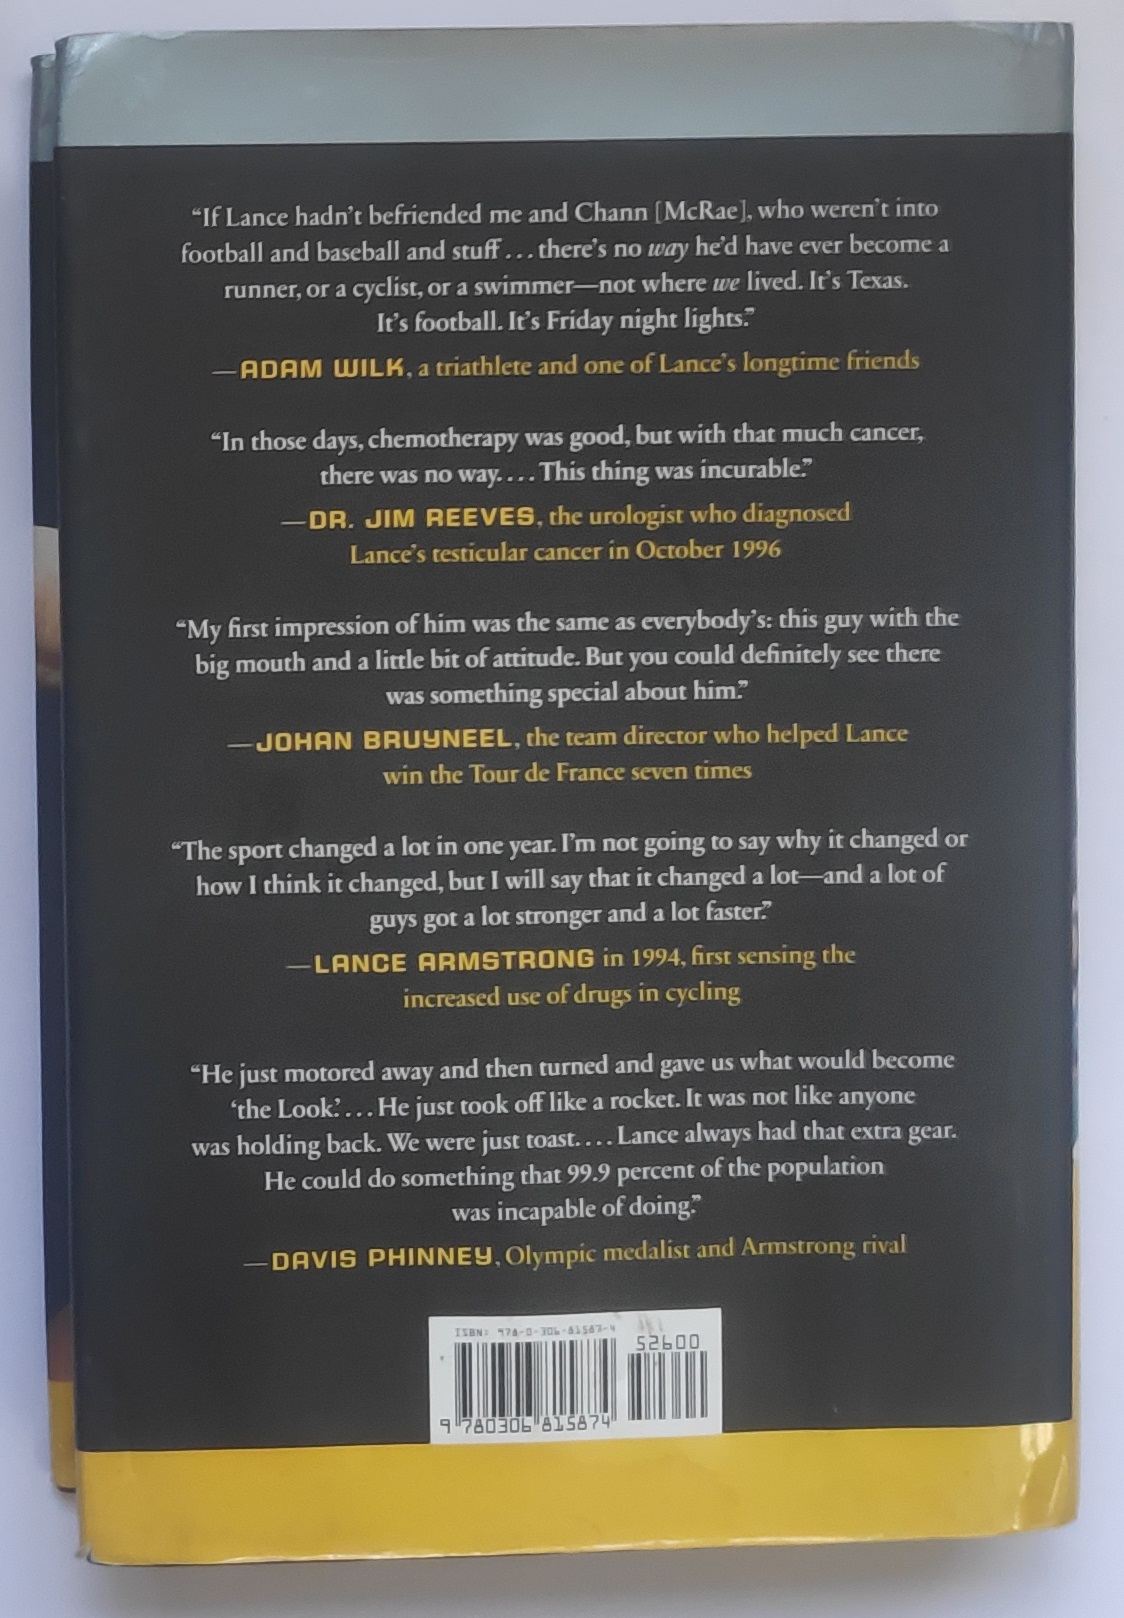 “If Lance hadn’t befriended me and Chann [McRae], who weren’t into
football and baseball and stuff . . . there’s no way he’d have ever become a
runner, or a cyclist, or a swimmer—not where we lived. It’s Texas.
It’s football. It’s Friday night lights.”
—ADAM WILK, a triathlete and one of Lance’s longtime friends
“In those days, chemotherapy was good, but with that much cancer,
there was no way. . . . This thing was incurable.”
—DR. JIM REEVES, the urologist who diagnosed
Lance’s testicular cancer in October 1996
“My first impression of him was the same as everybody’s: this guy with the
big mouth and a little bit of attitude. But you could definitely see there
was something special about him.”
—JOHAN BRUYNEEL, the team director who helped Lance
win the Tour de France seven times
“The sport changed a lot in one year. I’m not going to say why it changed or
how I think it changed, but I will say that it changed a lot—and a lot of
guys got a lot stronger and a lot faster.”
—LANCE ARMSTRONG in 1994, first sensing the
increased use of drugs in cycling
“He just motored away and then turned and gave us what would become
‘the Look.’ . . . He just took off like a rocket. It was not like anyone
was holding back. We were just toast. . . . Lance always had that extra gear.
He could do something that 99.9 percent of the population
was incapable of doing.”
—DAVIS PHINNEY, Olympic medalist and Armstrong rival
ISBN: 978-0-306-81587-4
52600
9 780306 815874